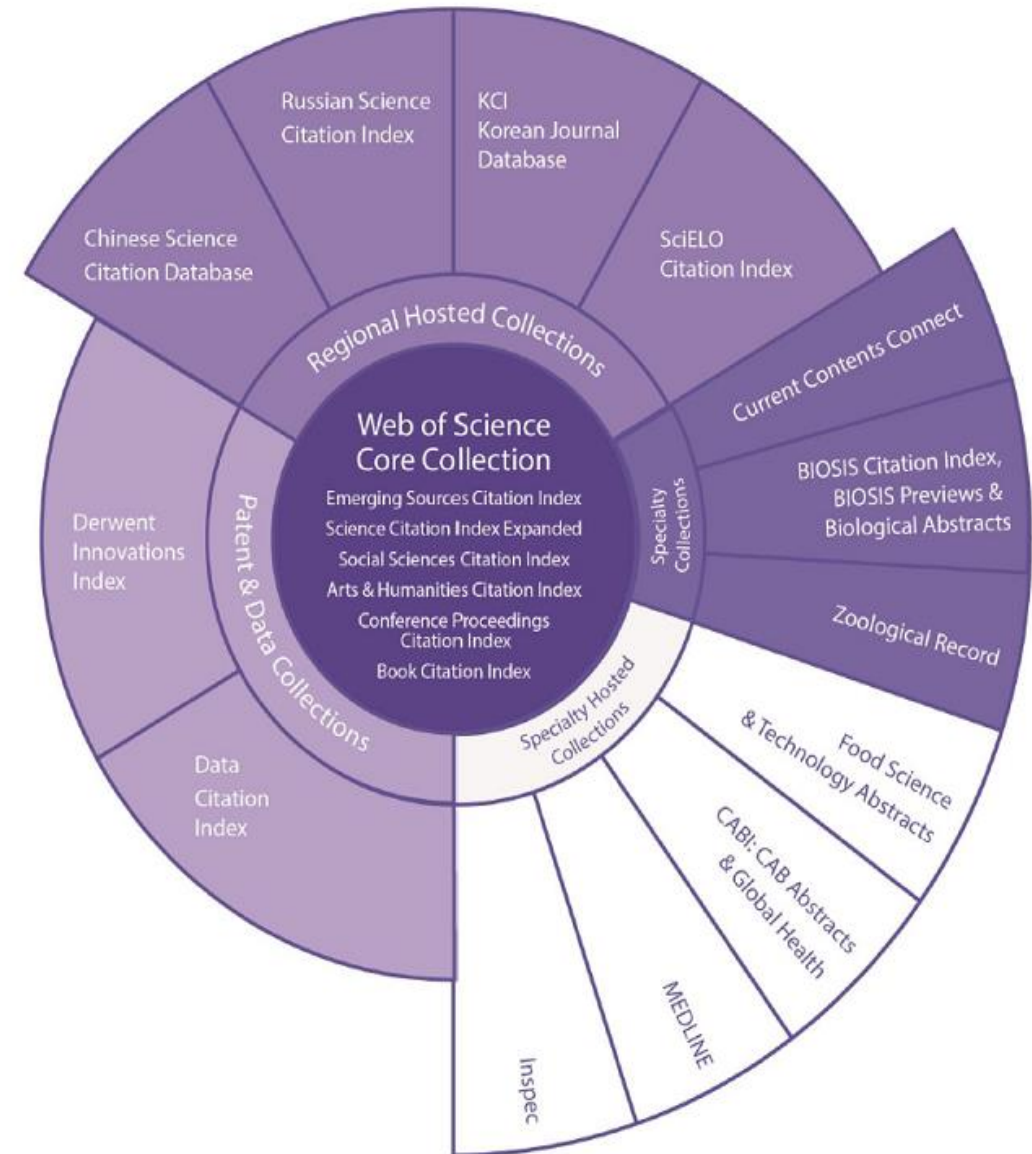 Russian Science
Citation Index
KCI
Korean Journal
Database
Chinese Science
Citation Database
SciELO
Citation Index
Regional Hosted Collections
Current Contents Connect
BIOSIS Citation Index,
BIOSIS Previews &
Biological Abstracts
Zoological Record
Specialty
Collections
Web of Science
Core Collection
Emerging Sources Citation Index
Science Citation Index Expanded
Social Sciences Citation Index
Arts & Humanities Citation Index
Conference Proceedings
Citation Index
Book Citation Index
Patent & Data Collections
Derwent
Innovations
Index
Data
Citation
Index
Specialty Hosted
Collections
Food Science
& Technology Abstracts
CABI: CAB Abstracts
& Global Health
MEDLINE
Inspec